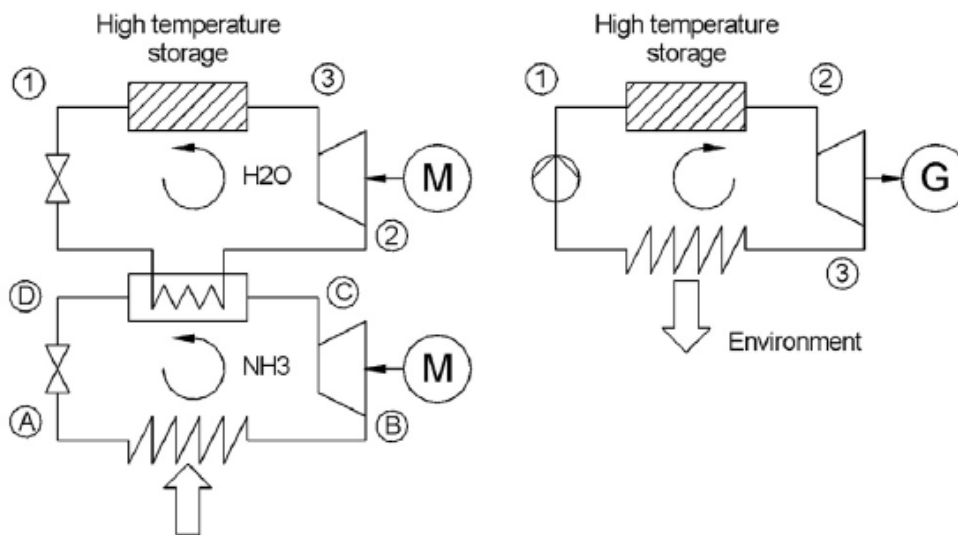 High temperature
storage
1
3
H2O
M
2
D
C
NH3
M
A
B
High temperature
storage
1
2
G
3
Environment